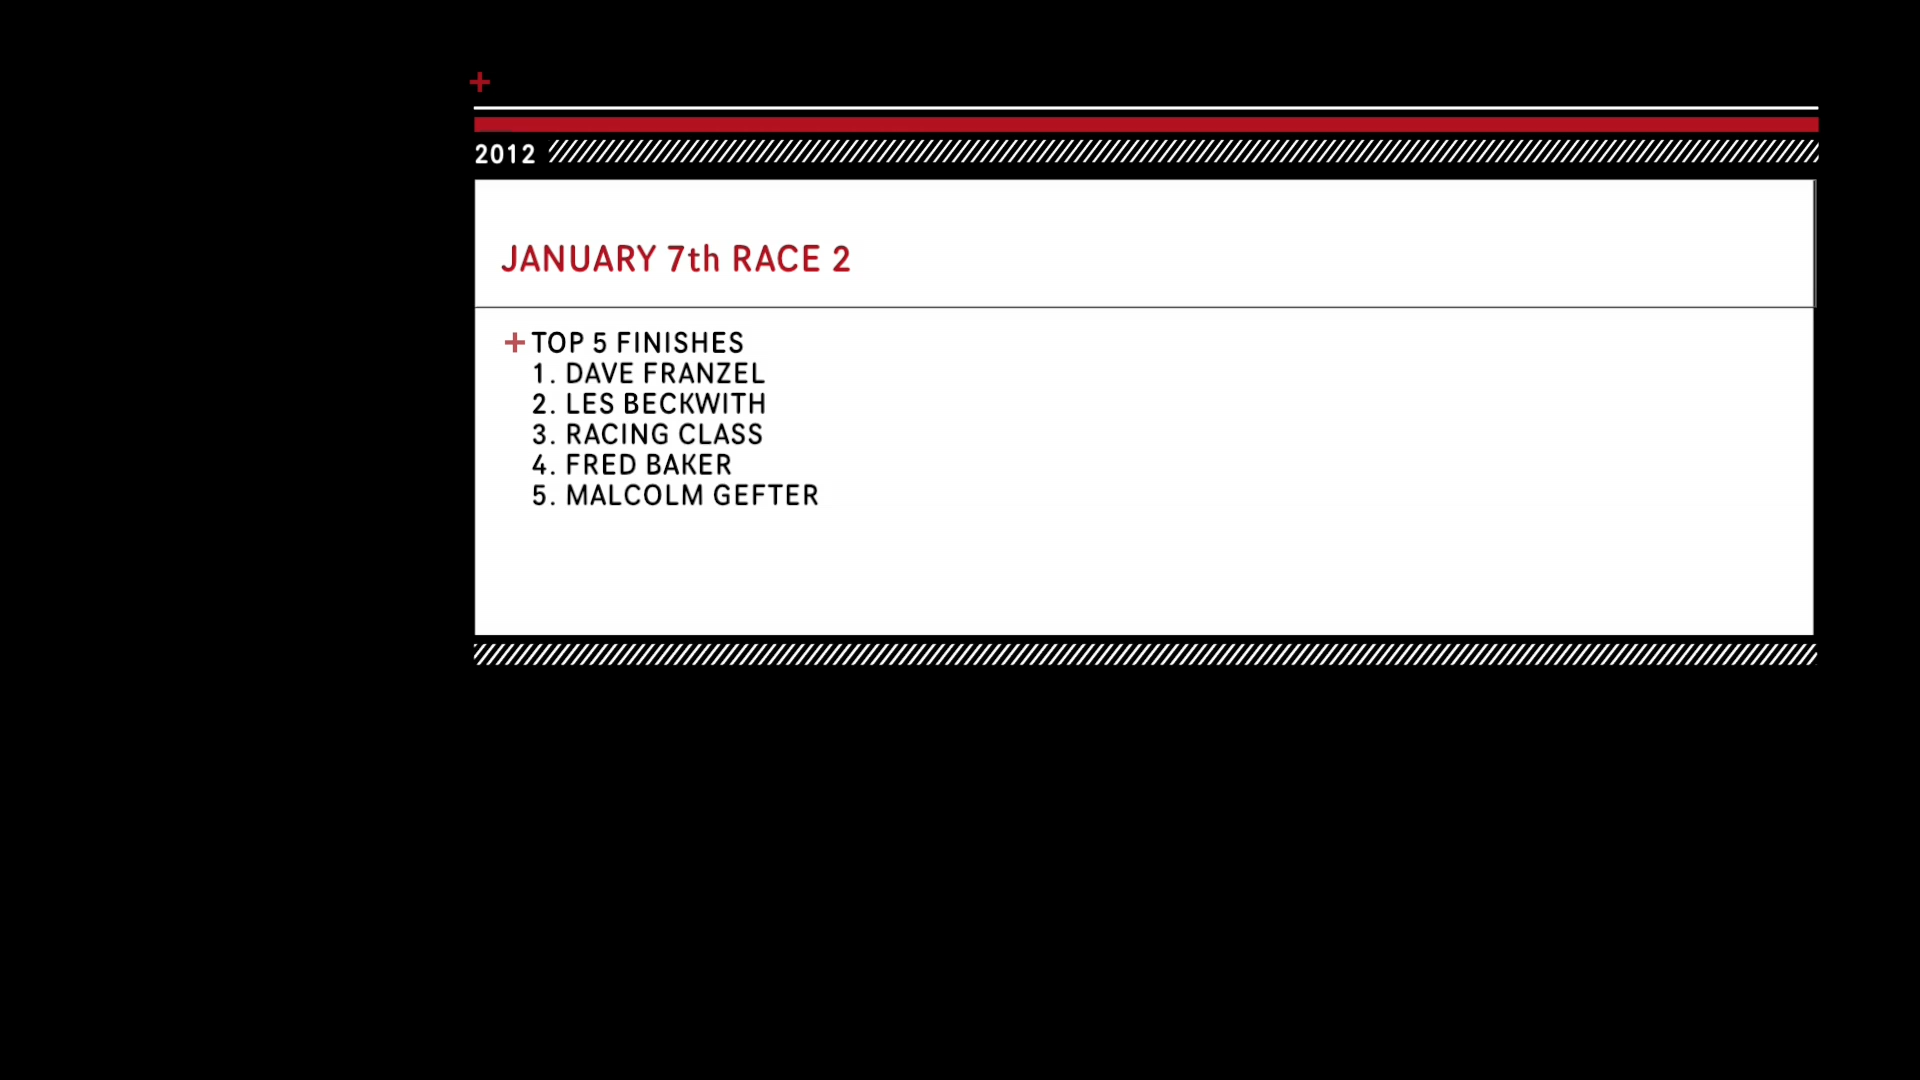 2012
JANUARY 7th RACE 2
+ TOP 5 FINISHES
1. DAVE FRANZEL
2. LES BECKWITH
3. RACING CLASS
4. FRED BAKER
5. MALCOLM GEFTER